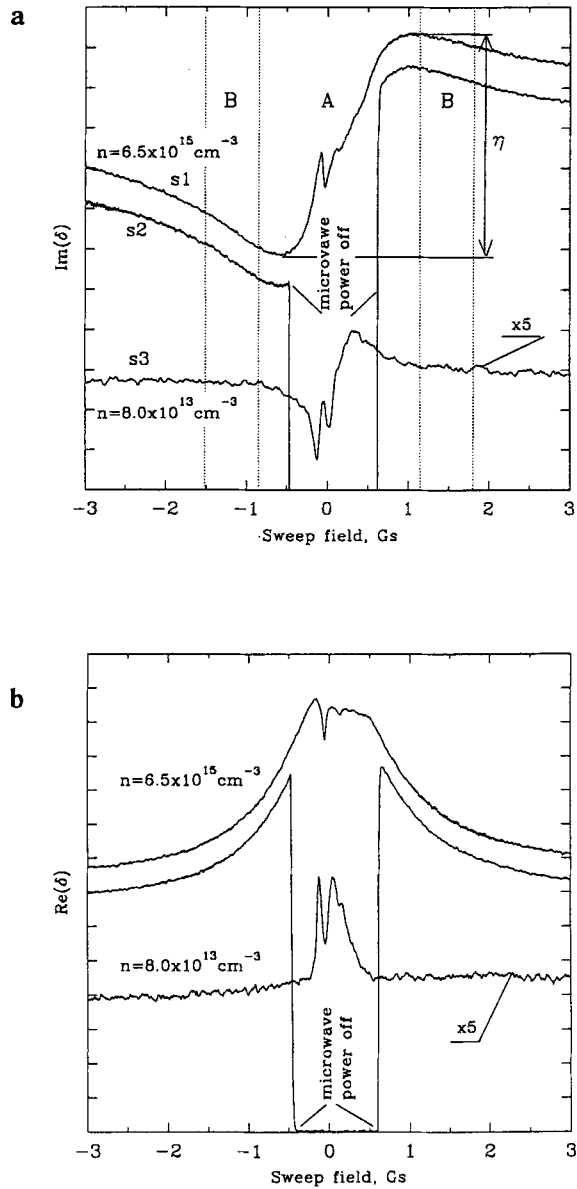 a
B
A
B
n=6.5x10^15cm^-3
s1
s2
η
microvawe
power off
x5
s3
n=8.0x10^13cm^-3
Im(δ)
−3 −2 −1 0 1 2 3
Sweep field, Gs
b
n=6.5x10^15cm^-3
n=8.0x10^13cm^-3
x5
microwave
power off
Re(δ)
−3 −2 −1 0 1 2 3
Sweep field, Gs